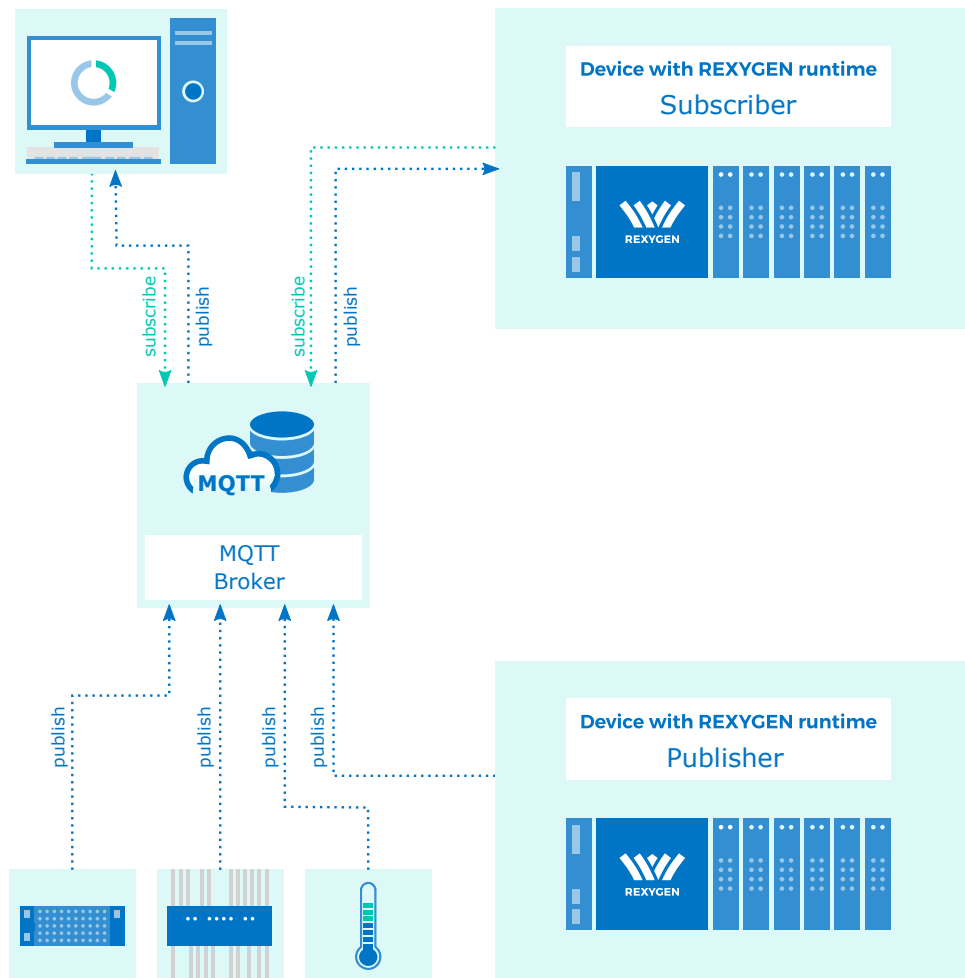 Device with REXYGEN runtime
Subscriber
REXYGEN
subscribe
publish
subscribe
publish
MQTT
MQTT
Broker
publish
publish
publish
publish
Device with REXYGEN runtime
Publisher
REXYGEN